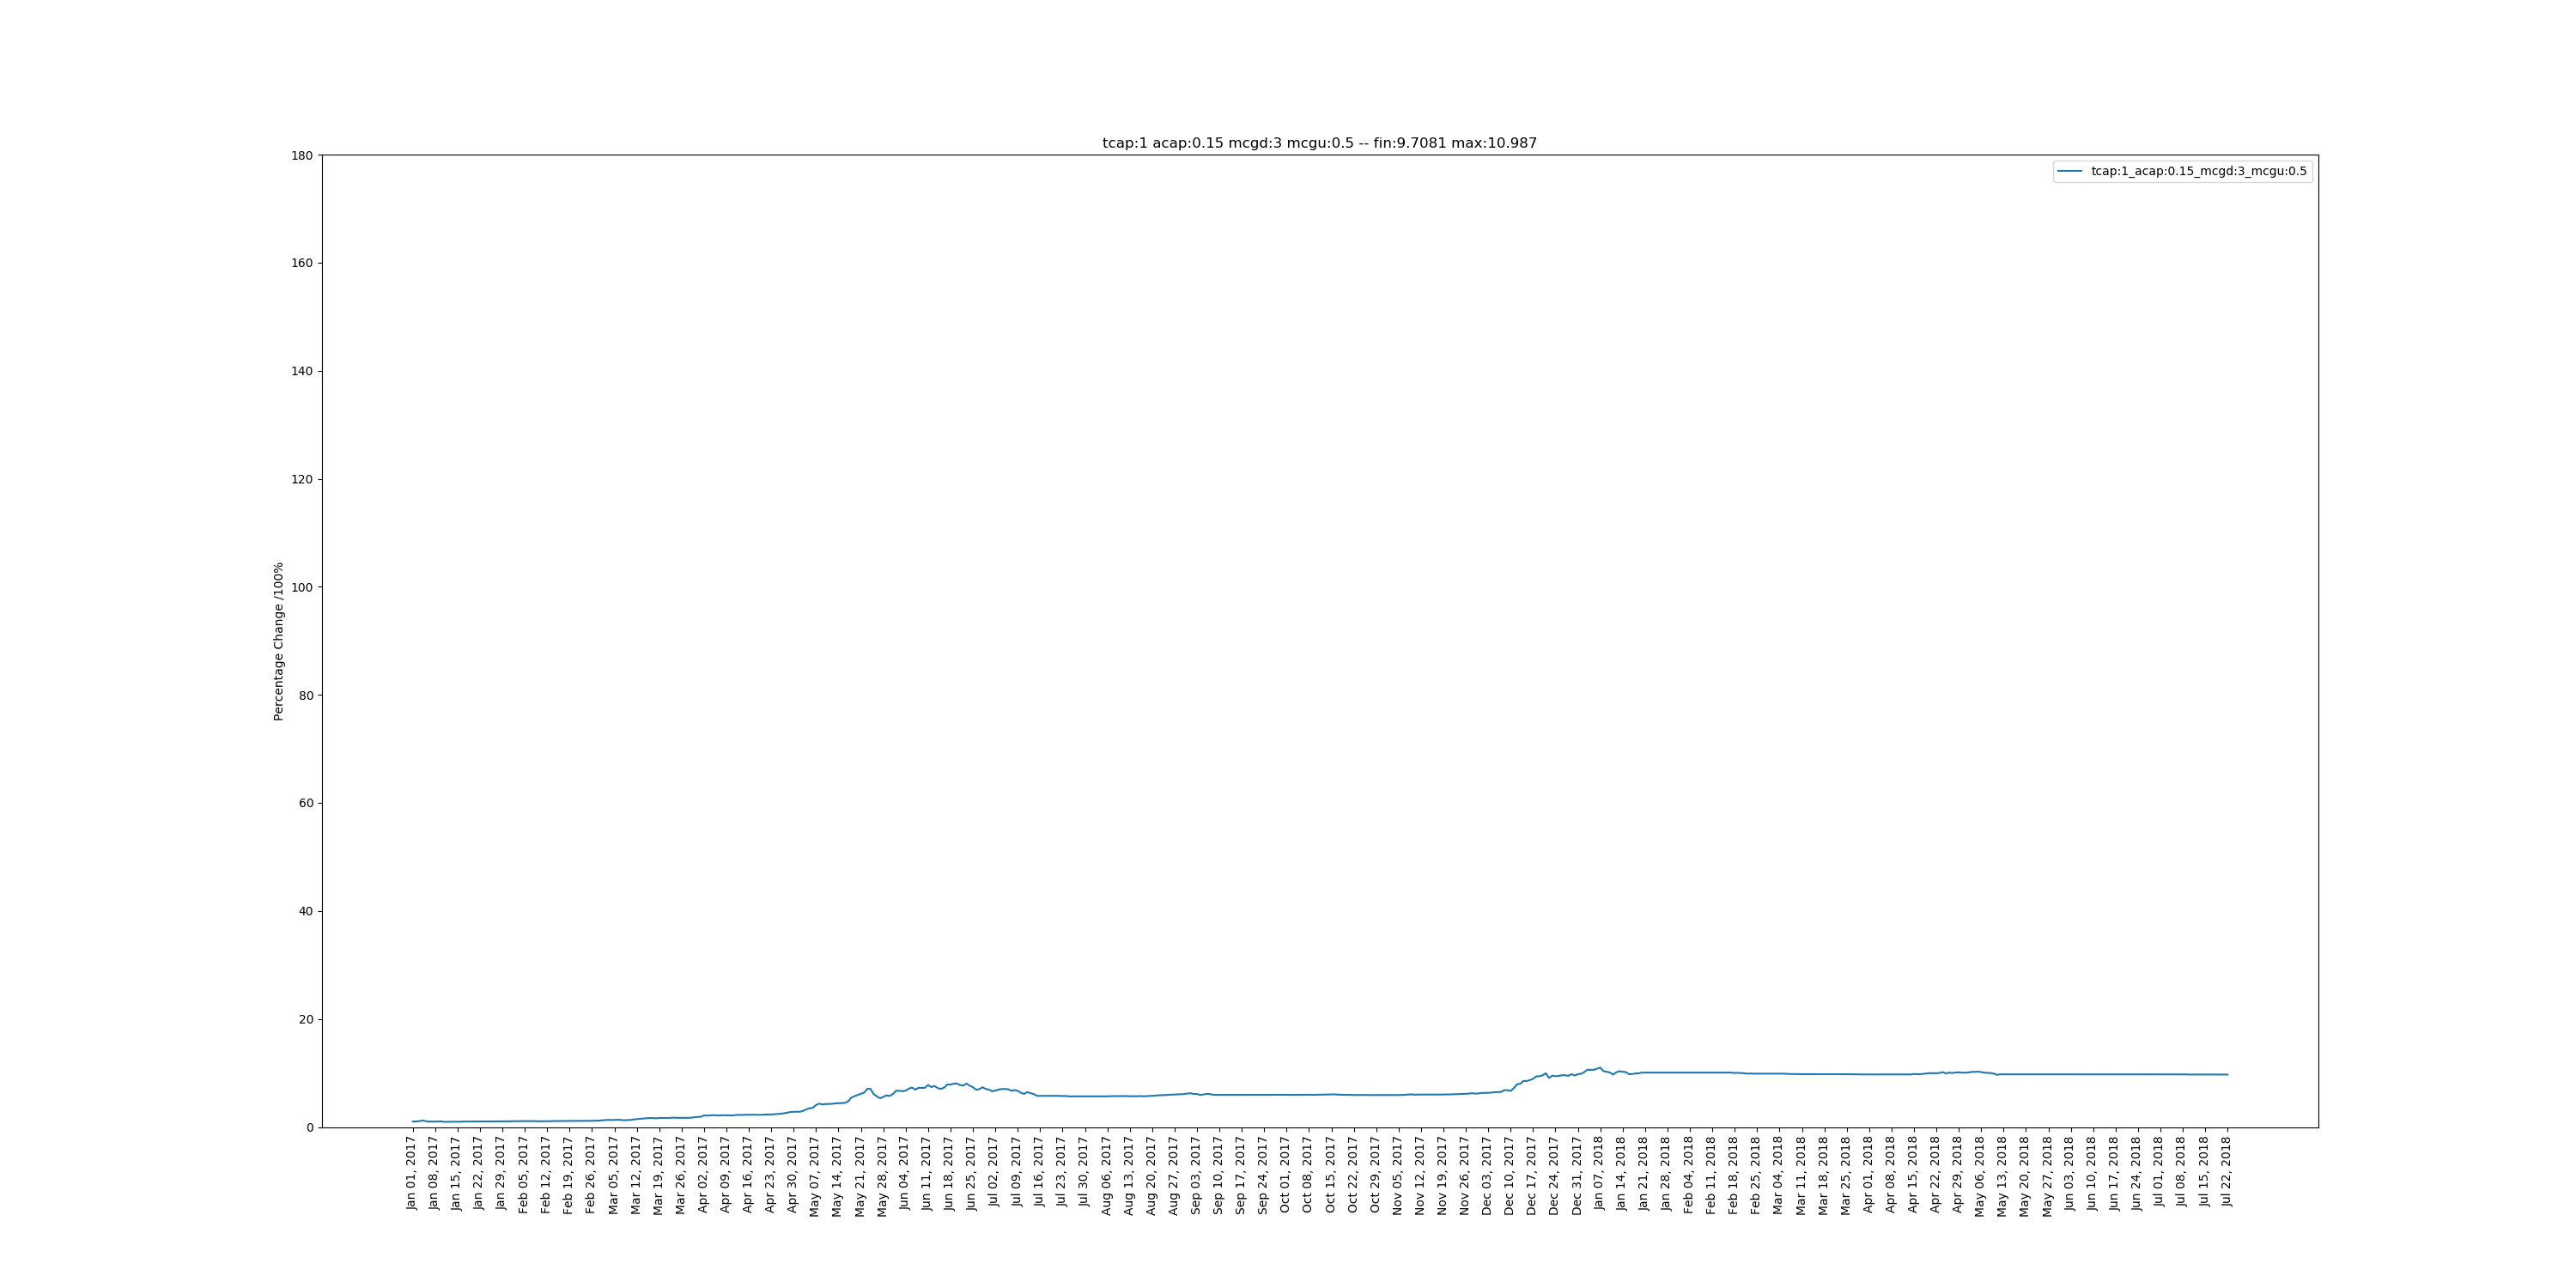 tcap:1 acap:0.15 mcgd:3 mcgu:0.5 -- fin:9.7081 max:10.987
tcap:1_acap:0.15_mcgd:3_mcgu:0.5
180
160
140
120
100
80
60
40
20
0
Percentage Change /100%
Jan 01, 2017
Jan 08, 2017
Jan 15, 2017
Jan 22, 2017
Jan 29, 2017
Feb 05, 2017
Feb 12, 2017
Feb 19, 2017
Feb 26, 2017
Mar 05, 2017
Mar 12, 2017
Mar 19, 2017
Mar 26, 2017
Apr 02, 2017
Apr 09, 2017
Apr 16, 2017
Apr 23, 2017
Apr 30, 2017
May 07, 2017
May 14, 2017
May 21, 2017
May 28, 2017
Jun 04, 2017
Jun 11, 2017
Jun 18, 2017
Jun 25, 2017
Jul 02, 2017
Jul 09, 2017
Jul 16, 2017
Jul 23, 2017
Jul 30, 2017
Aug 06, 2017
Aug 13, 2017
Aug 20, 2017
Aug 27, 2017
Sep 03, 2017
Sep 10, 2017
Sep 17, 2017
Sep 24, 2017
Oct 01, 2017
Oct 08, 2017
Oct 15, 2017
Oct 22, 2017
Oct 29, 2017
Nov 05, 2017
Nov 12, 2017
Nov 19, 2017
Nov 26, 2017
Dec 03, 2017
Dec 10, 2017
Dec 17, 2017
Dec 24, 2017
Dec 31, 2017
Jan 07, 2018
Jan 14, 2018
Jan 21, 2018
Jan 28, 2018
Feb 04, 2018
Feb 11, 2018
Feb 18, 2018
Feb 25, 2018
Mar 04, 2018
Mar 11, 2018
Mar 18, 2018
Mar 25, 2018
Apr 01, 2018
Apr 08, 2018
Apr 15, 2018
Apr 22, 2018
Apr 29, 2018
May 06, 2018
May 13, 2018
May 20, 2018
May 27, 2018
Jun 03, 2018
Jun 10, 2018
Jun 17, 2018
Jun 24, 2018
Jul 01, 2018
Jul 08, 2018
Jul 15, 2018
Jul 22, 2018